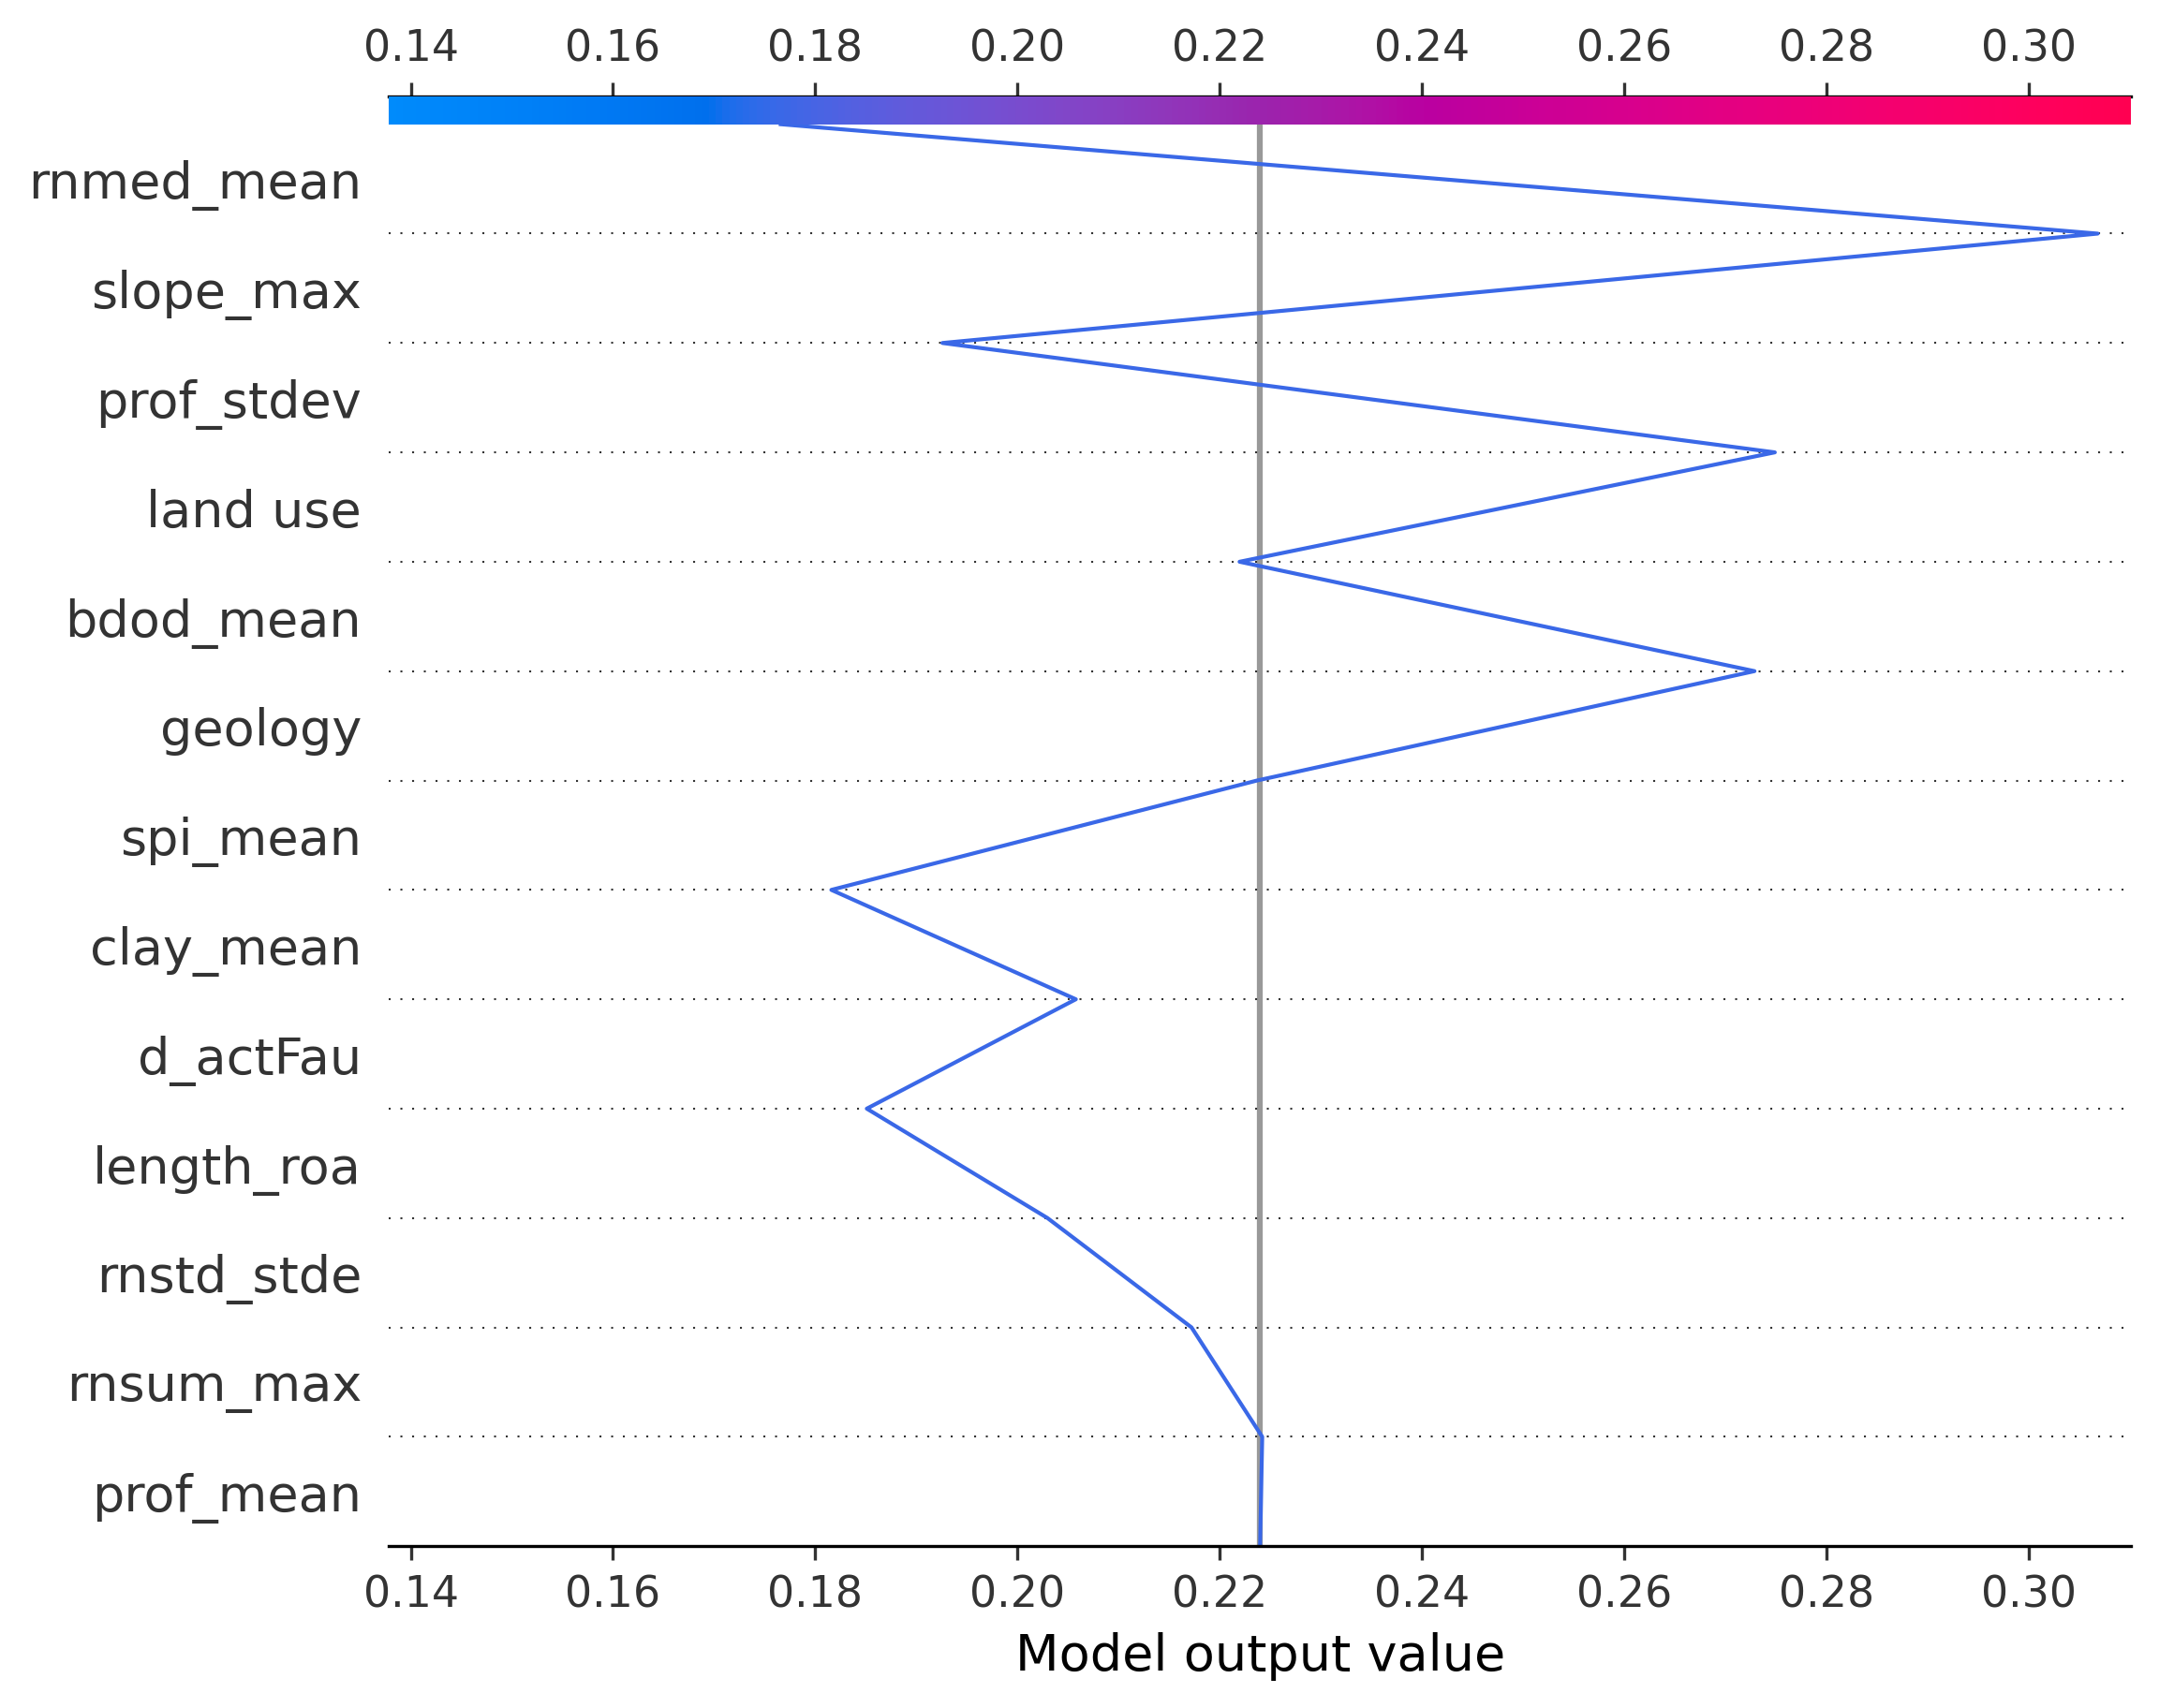 0.14 0.16 0.18 0.20 0.22 0.24 0.26 0.28 0.30
rnmed_mean
slope_max
prof_stdev
land use
bdod_mean
geology
spi_mean
clay_mean
d_actFau
length_roa
rnstd_stde
rnsum_max
prof_mean
0.14 0.16 0.18 0.20 0.22 0.24 0.26 0.28 0.30
Model output value